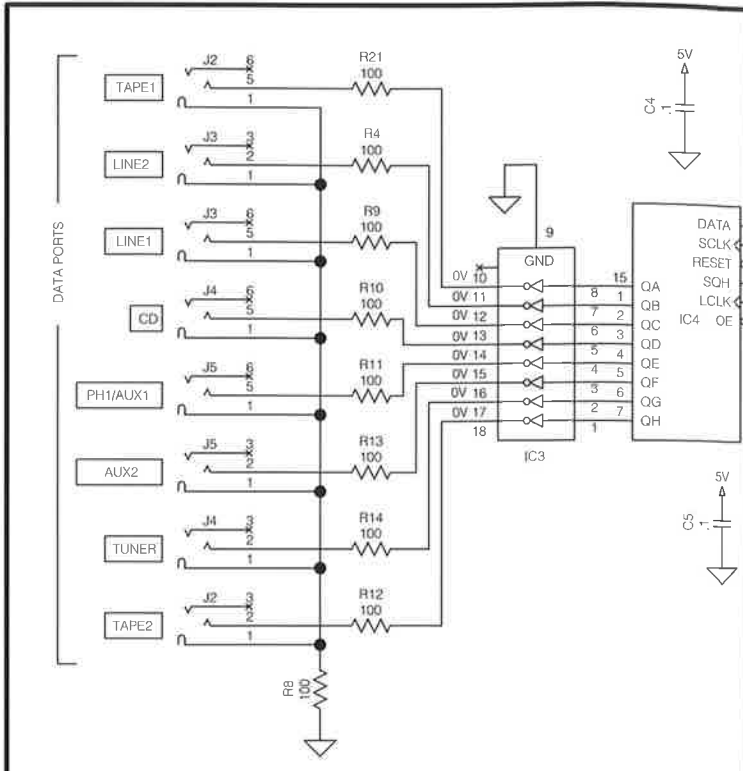 DATA PORTS
TAPE1
J2
6
5
1
R21
100
LINE2
J3
3
2
1
R4
100
LINE1
J3
6
5
1
R9
100
CD
J4
6
5
1
R10
100
PH1/AUX1
J5
6
5
1
R11
100
AUX2
J5
3
2
1
R13
100
TUNER
J4
3
2
1
R14
100
TAPE2
J2
3
2
1
R12
100
R8
100
9
GND
0V 10
0V 11
0V 12
0V 13
0V 14
0V 15
0V 16
0V 17
18
IC3
8
7
6
5
4
3
2
1
15
1
2
3
4
5
6
7
QA
QB
QC
QD
QE
QF
QG
QH
IC4
DATA
SCLK
RESET
SQH
LCLK
OE
5V
C4
.1
5V
C5
.1